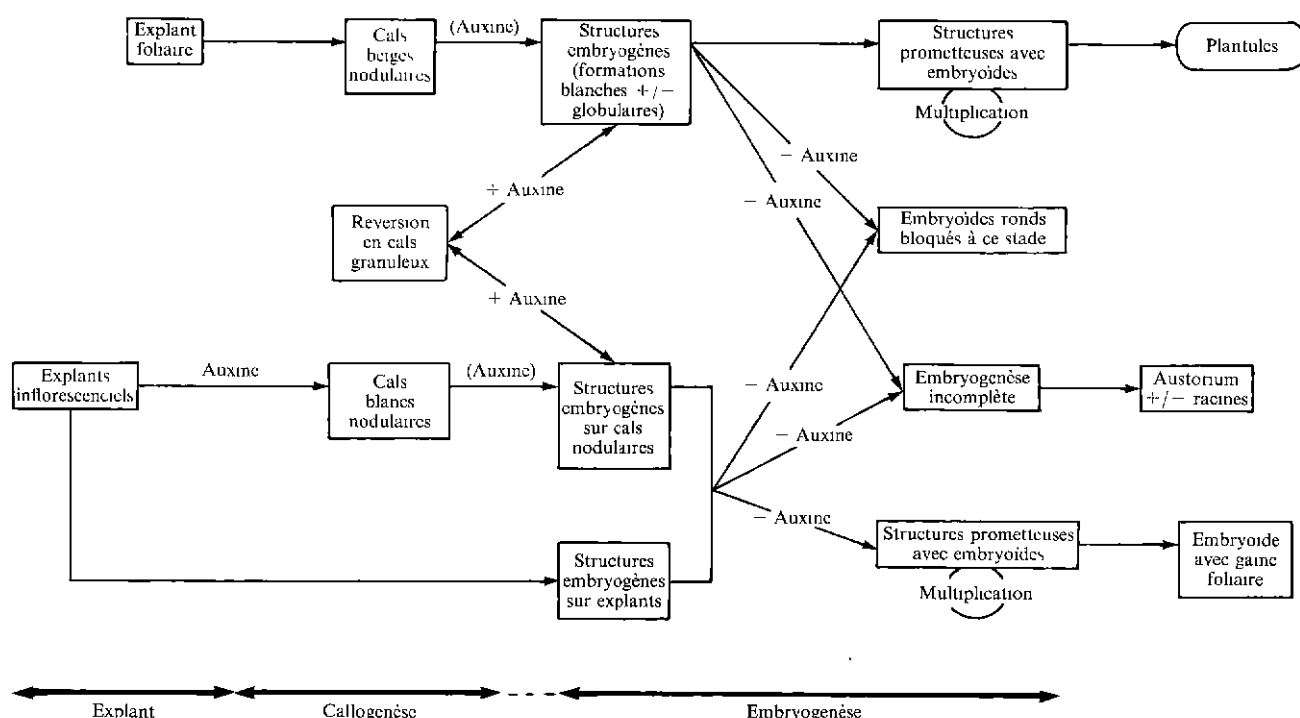 Explant
foliaire
Cals
beiges
nodulaires
(Auxine)
Structures
embryogènes
(formations
blanches +/−
globulaires)
Structures
prometteuses avec
embryoïdes
Multiplication
Plantules
− Auxine
+ Auxine
− Auxine
Reversion
en cals
granuleux
Embryoïdes ronds
bloqués à ce stade
+ Auxine
Explants
inflorescenciels
Auxine
Cals
blancs
nodulaires
(Auxine)
Structures
embryogènes
sur cals
nodulaires
− Auxine
Embryogenèse
incomplète
Austorium
+/− racines
− Auxine
− Auxine
Structures
embryogènes
sur explants
Structures prometteuses
avec embryoïdes
Multiplication
Embryoïde
avec gaine
foliaire
Explant
Callogenèse
Embryogenèse